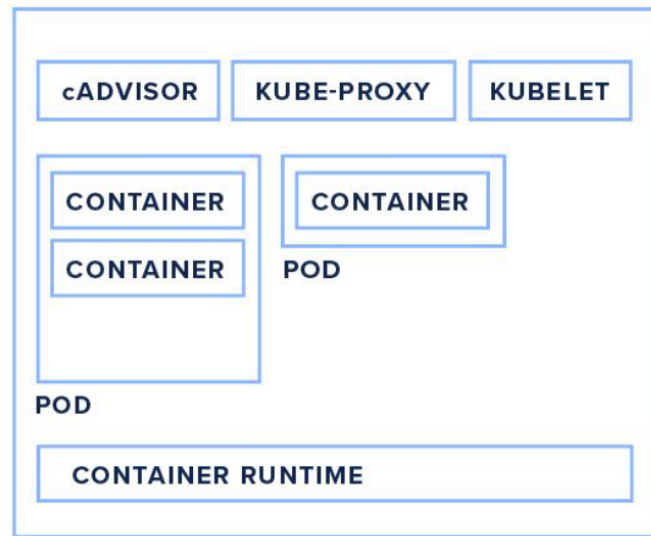 cADVISOR
KUBE-PROXY
KUBELET
CONTAINER
CONTAINER
POD
CONTAINER
POD
CONTAINER RUNTIME